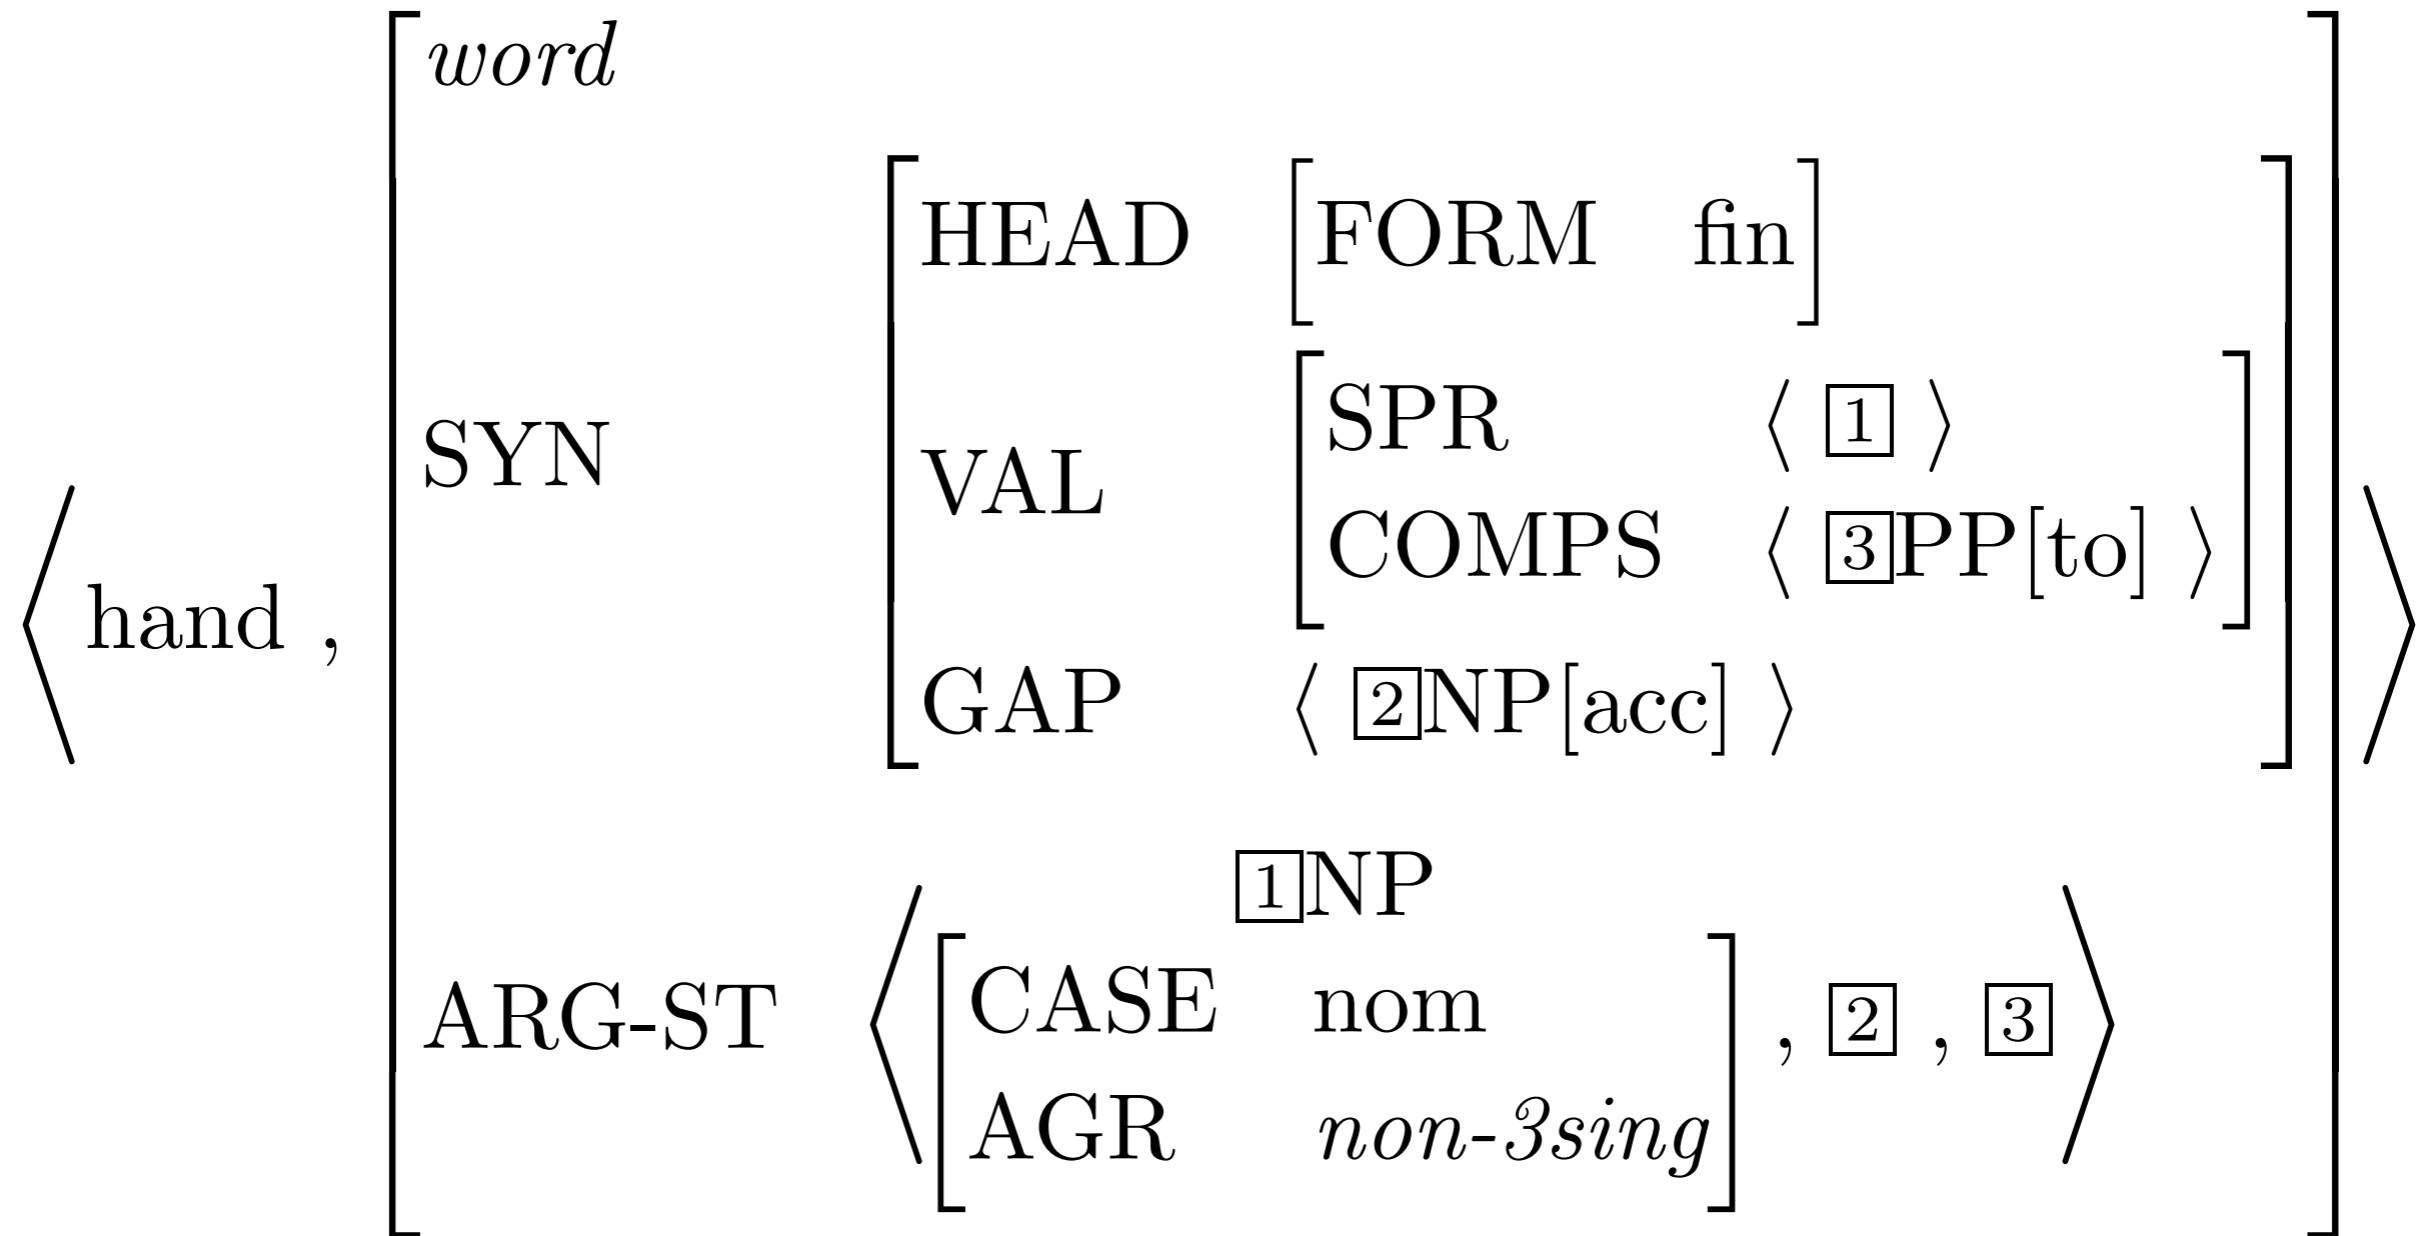 word
HEAD [FORM fin]
SPR ⟨ 1 ⟩
SYN VAL
COMPS ⟨ 3PP[to] ⟩
hand ,
GAP ⟨ 2NP[acc] ⟩
1NP
CASE nom
ARG-ST , 2 , 3
AGR non-3sing